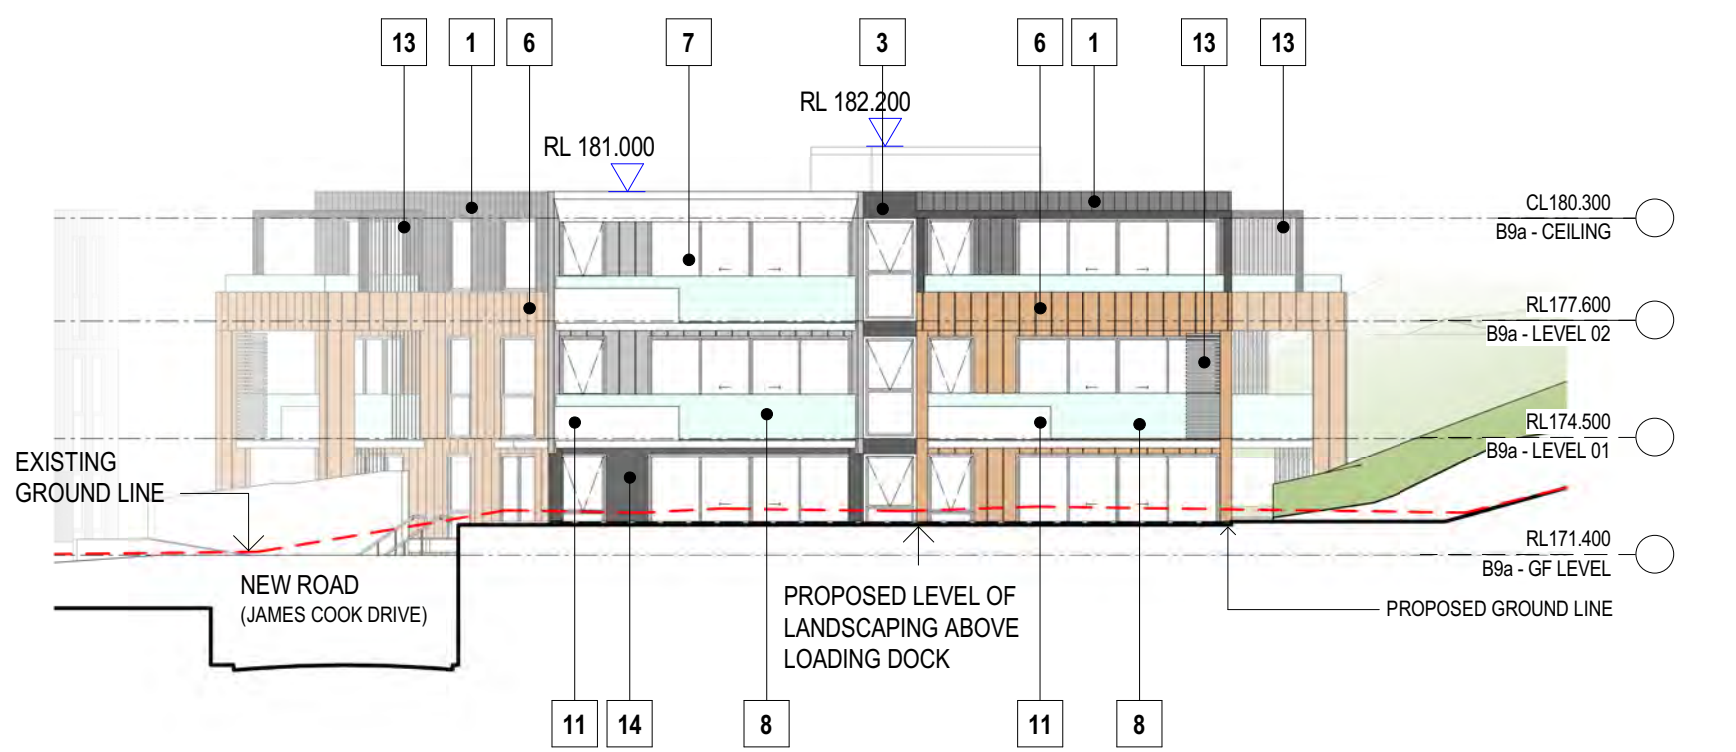 13 1 6 7 3 6 1 13 13
RL 182.200
RL 181.000
CL180.300
B9a - CEILING
RL177.600
B9a - LEVEL 02
13
RL174.500
B9a - LEVEL 01
EXISTING
GROUND LINE
RL171.400
B9a - GF LEVEL
NEW ROAD
(JAMES COOK DRIVE)
PROPOSED LEVEL OF
LANDSCAPING ABOVE
LOADING DOCK
PROPOSED GROUND LINE
11 14 8 11 8